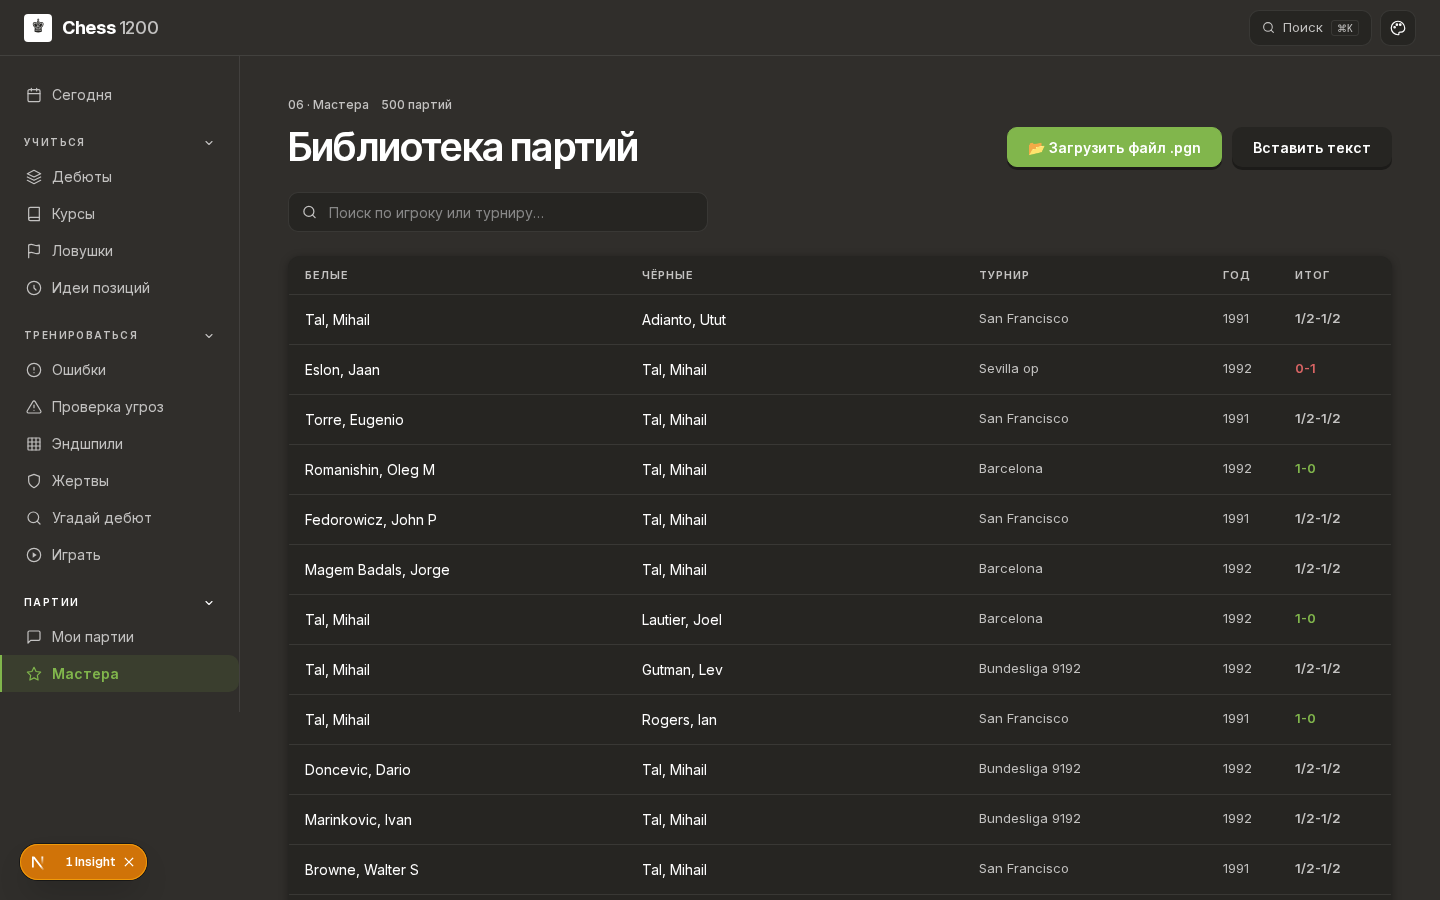 Chess 1200
Поиск ⌘K
Сегодня
УЧИТЬСЯ
Дебюты
Курсы
Ловушки
Идеи позиций
ТРЕНИРОВАТЬСЯ
Ошибки
Проверка угроз
Эндшпили
Жертвы
Угадай дебют
Играть
ПАРТИИ
Мои партии
Мастера
1 Insight
06 · Мастера 500 партий
Библиотека партий
Загрузить файл .pgn
Вставить текст
Поиск по игроку или турниру...
БЕЛЫЕ ЧЁРНЫЕ ТУРНИР ГОД ИТОГ
Tal, Mihail Adianto, Utut San Francisco 1991 1/2-1/2
Eslon, Jaan Tal, Mihail Sevilla op 1992 0-1
Torre, Eugenio Tal, Mihail San Francisco 1991 1/2-1/2
Romanishin, Oleg M Tal, Mihail Barcelona 1992 1-0
Fedorowicz, John P Tal, Mihail San Francisco 1991 1/2-1/2
Magem Badals, Jorge Tal, Mihail Barcelona 1992 1/2-1/2
Tal, Mihail Lautier, Joel Barcelona 1992 1-0
Tal, Mihail Gutman, Lev Bundesliga 9192 1992 1/2-1/2
Tal, Mihail Rogers, Ian San Francisco 1991 1-0
Doncevic, Dario Tal, Mihail Bundesliga 9192 1992 1/2-1/2
Marinkovic, Ivan Tal, Mihail Bundesliga 9192 1992 1/2-1/2
Browne, Walter S Tal, Mihail San Francisco 1991 1/2-1/2